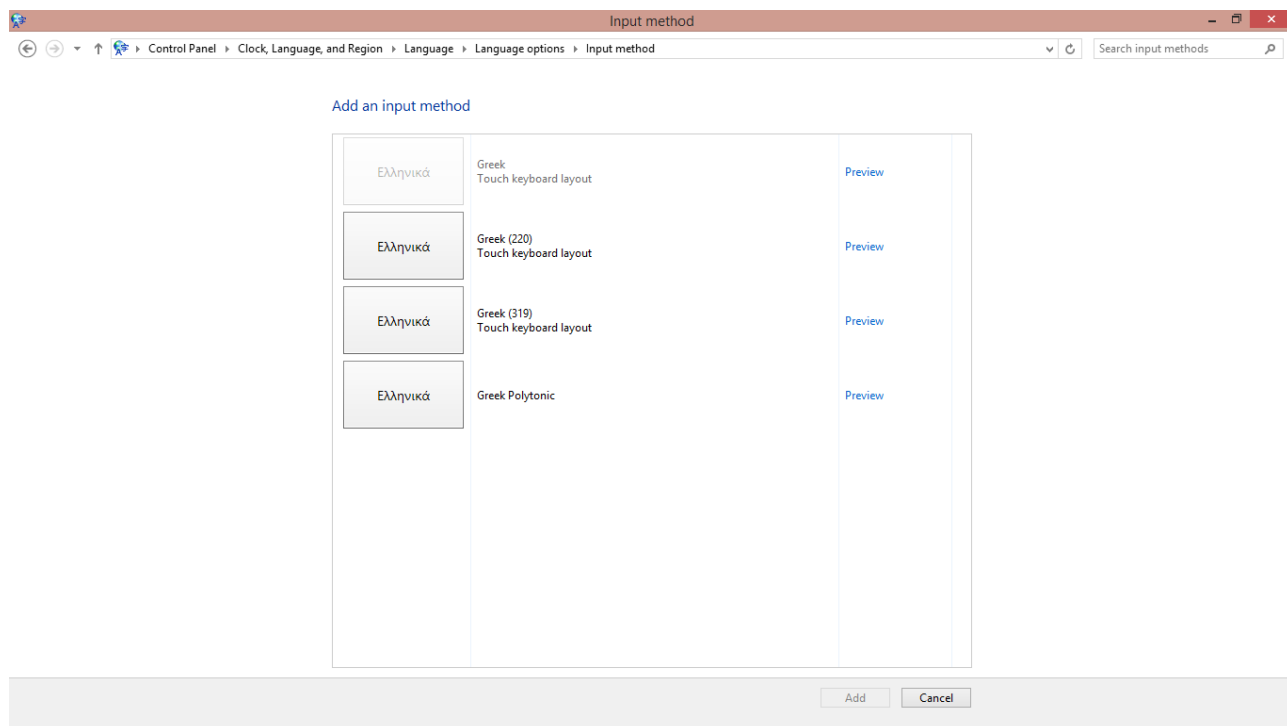 Input method
Control Panel Clock, Language, and Region Language Language options Input method
Search input methods
Add an input method
Ελληνικά
Greek
Touch keyboard layout
Preview
Ελληνικά
Greek (220)
Touch keyboard layout
Preview
Ελληνικά
Greek (319)
Touch keyboard layout
Preview
Ελληνικά
Greek Polytonic
Preview
Add
Cancel